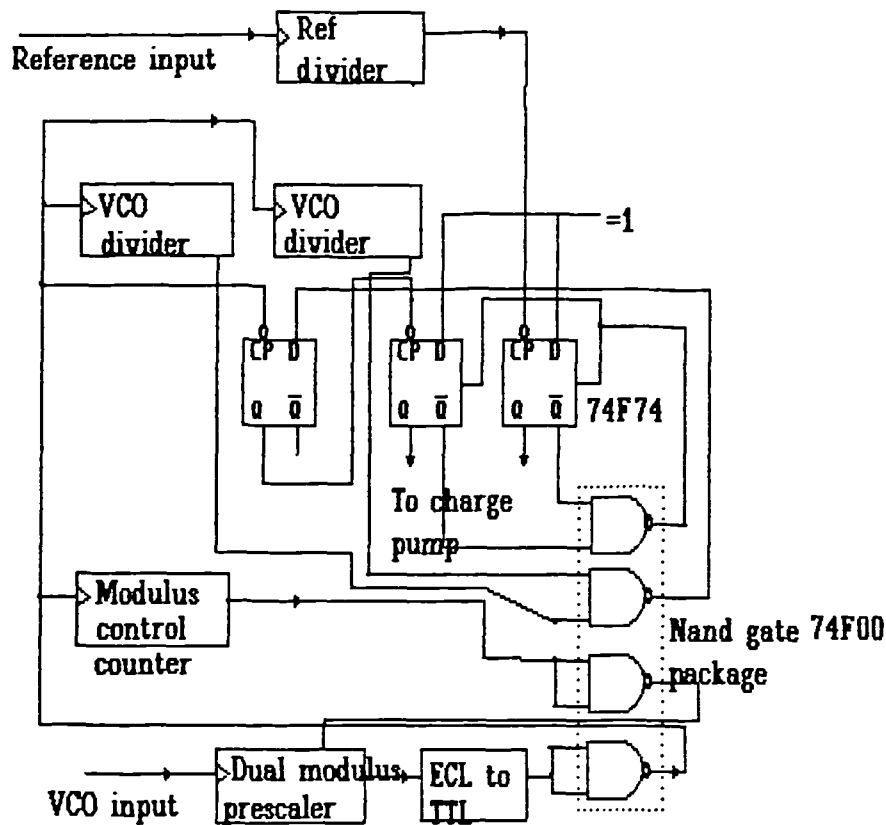 Ref
divider
Reference input
VCO
divider
VCO
divider
=1
CP D
Q Q
CP D
Q Q
CP D
Q Q
74F74
To charge
pump
Modulus
control
counter
Nand gate 74F00
package
Dual modulus
prescaler
ECL to
TTL
VCO input